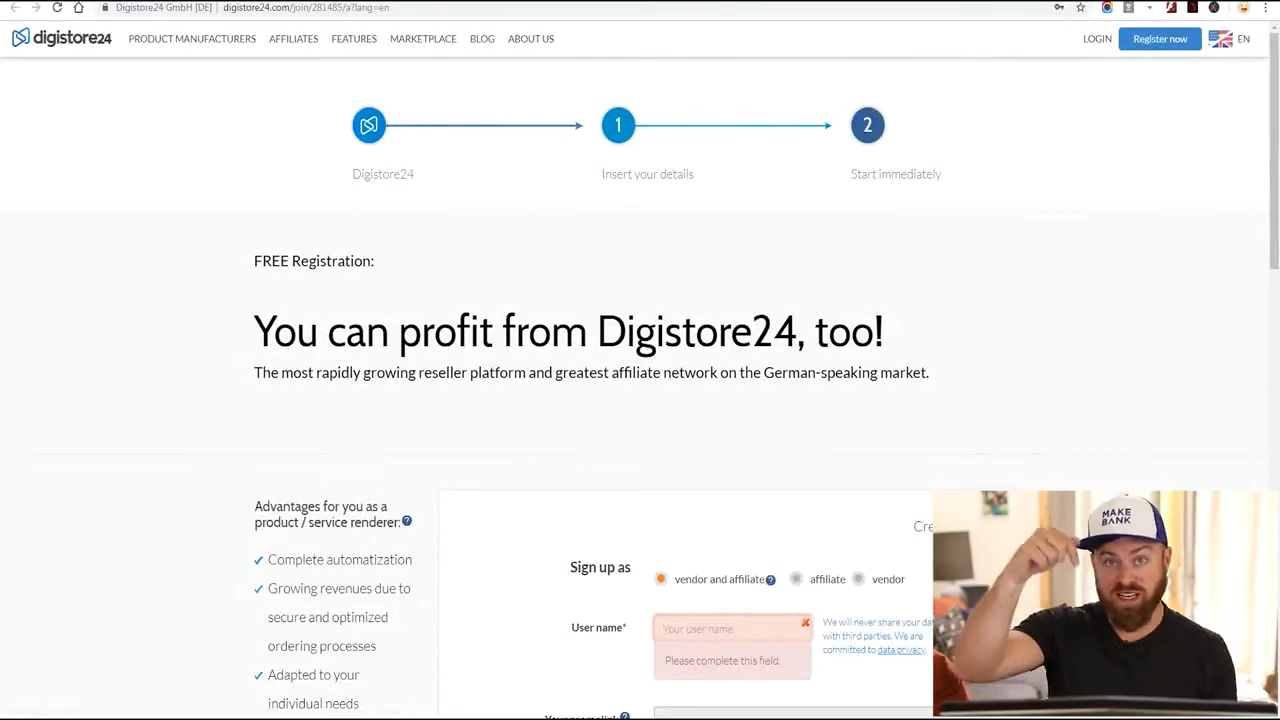 Digistore24 GmbH [DE]
digistore24.com/join/281485/a?lang=en
digistore24
PRODUCT MANUFACTURERS
AFFILIATES
FEATURES
MARKETPLACE
BLOG
ABOUT US
LOGIN
Register now
EN
1
2
Digistore24
Insert your details
Start immediately
FREE Registration:
You can profit from Digistore24, too!
The most rapidly growing reseller platform and greatest affiliate network on the German-speaking market.
Advantages for you as a
product / service renderer:
?
✓ Complete automatization
✓ Growing revenues due to
secure and optimized
ordering processes
✓ Adapted to your
individual needs
Cre
Sign up as
vendor and affiliate
?
affiliate
vendor
User name*
Your user name.
Please complete this field.
We will never share your da
with third parties. We are
committed to data privacy.
MAKE
BANK